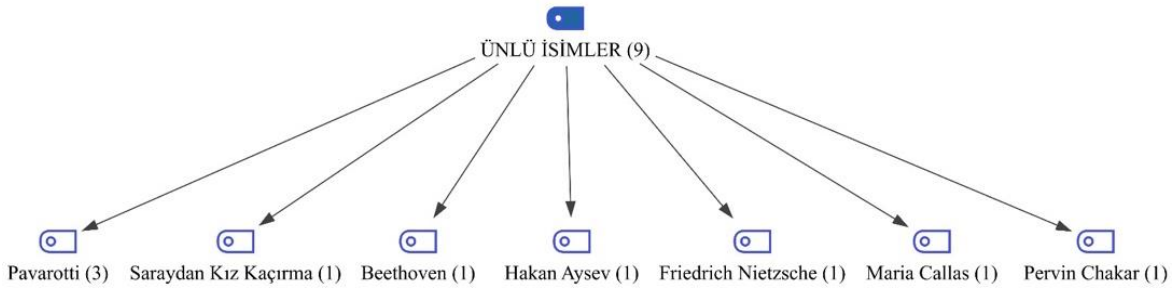 ÜNLÜ İSİMLER (9)
Pavarotti (3) Saraydan Kız Kaçırma (1) Beethoven (1) Hakan Aysev (1) Friedrich Nietzsche (1) Maria Callas (1) Pervin Chakar (1)